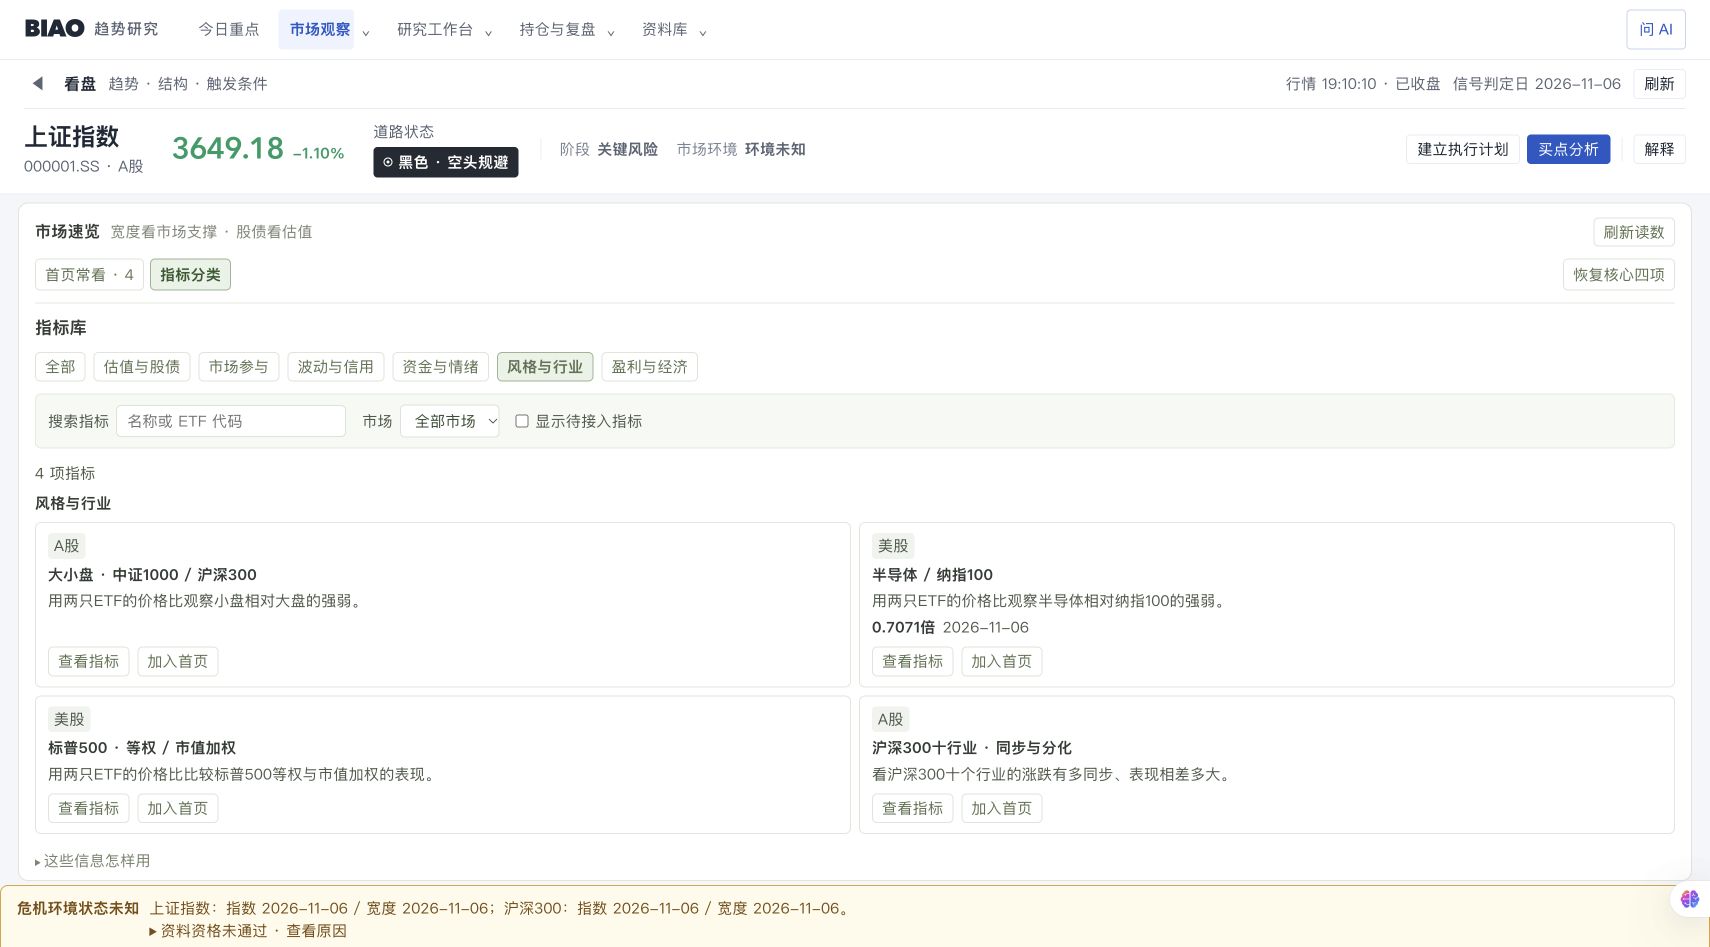 BIAO 趋势研究 今日重点 市场观察 研究工作台 持仓与复盘 资料库 问 AI
看盘 趋势 · 结构 · 触发条件 行情 19:10:10 · 已收盘 信号判定日 2026-11-06 刷新
上证指数 3649.18 -1.10% 道路状态
000001.SS · A股 黑色 · 空头规避 阶段 关键风险 市场环境 环境未知 建立执行计划 买点分析 解释
市场速览 宽度看市场支撑 · 股债看估值 刷新读数
首页常看 · 4 指标分类 恢复核心四项
指标库
全部 估值与股债 市场参与 波动与信用 资金与情绪 风格与行业 盈利与经济
搜索指标 名称或 ETF 代码 市场 全部市场 显示待接入指标
4 项指标
风格与行业
A股
大小盘 · 中证1000 / 沪深300
用两只ETF的价格比观察小盘相对大盘的强弱。
查看指标 加入首页
美股
半导体 / 纳指100
用两只ETF的价格比观察半导体相对纳指100的强弱。
0.7071倍 2026-11-06
查看指标 加入首页
美股
标普500 · 等权 / 市值加权
用两只ETF的价格比比较标普500等权与市值加权的表现。
查看指标 加入首页
A股
沪深300十行业 · 同步与分化
看沪深300十个行业的涨跌有多同步、表现相差多大。
查看指标 加入首页
▸这些信息怎样用
危机环境状态未知 上证指数：指数 2026-11-06 / 宽度 2026-11-06；沪深300：指数 2026-11-06 / 宽度 2026-11-06。
▸资料资格未通过 · 查看原因